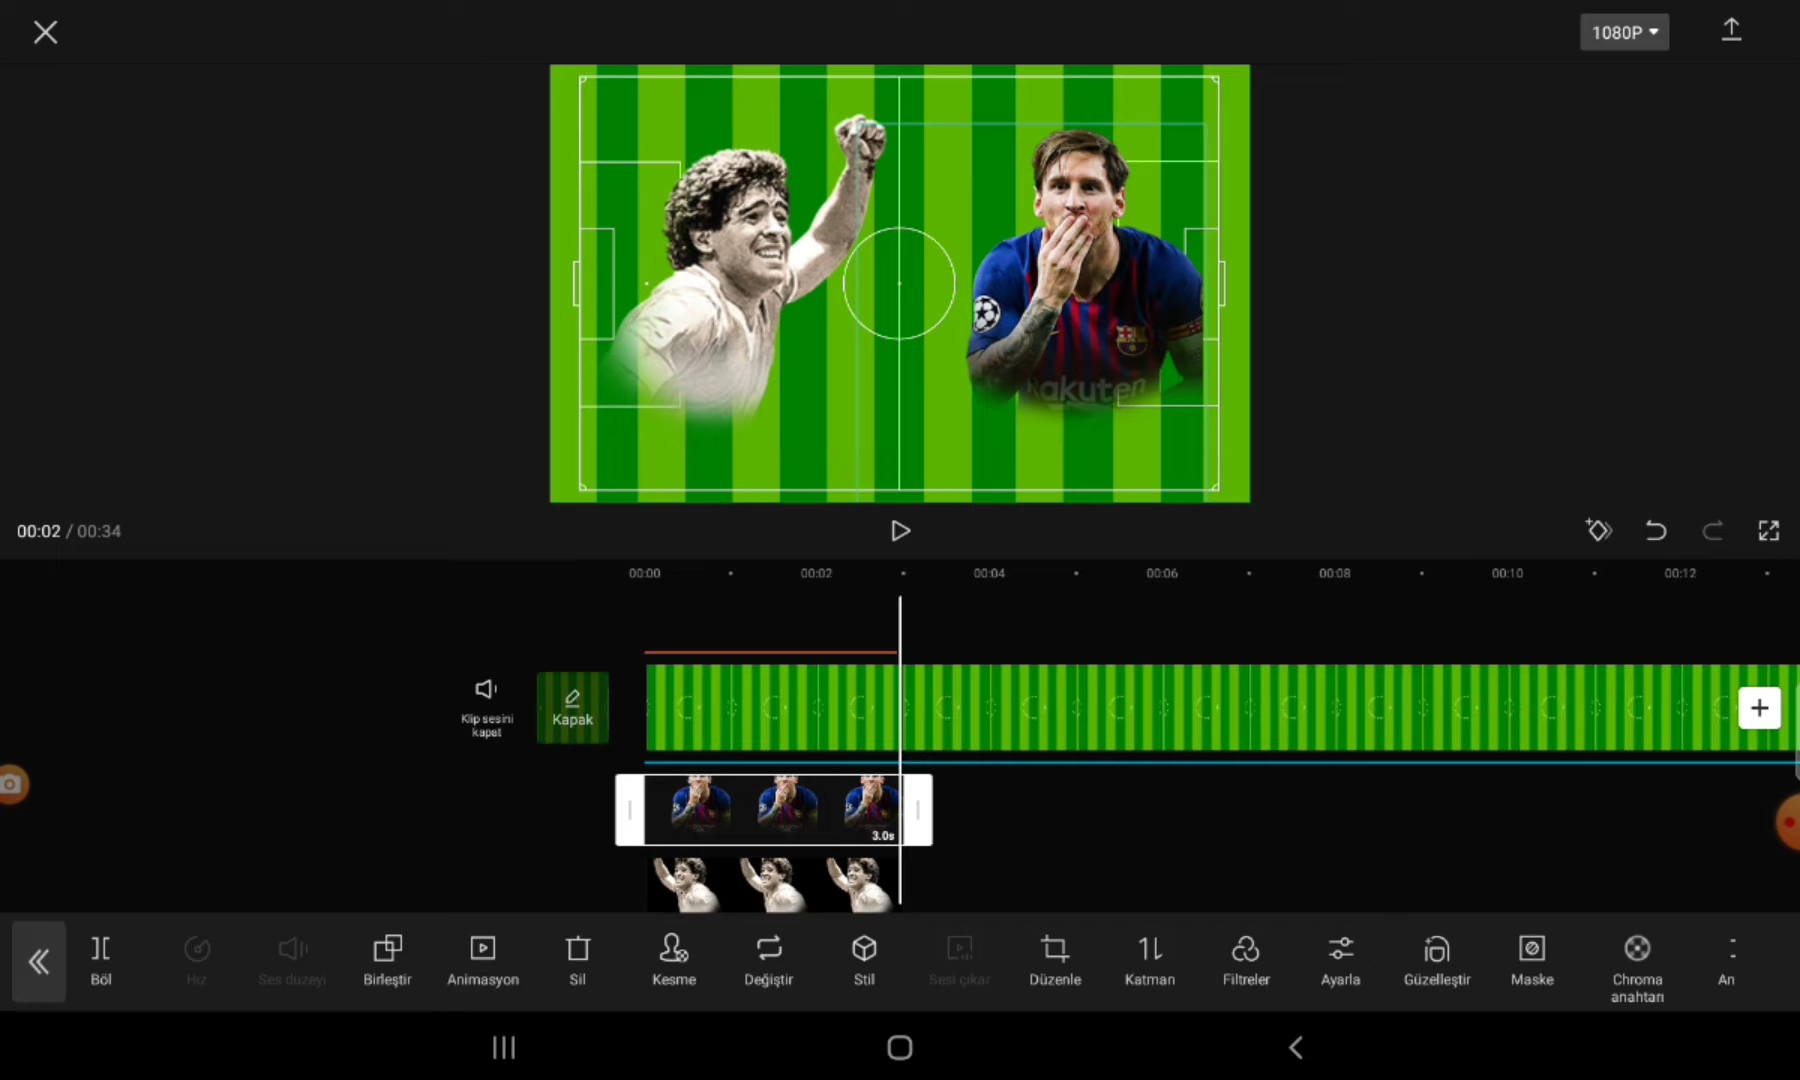 1080P
Rakuten
00:02 / 00:34
00:00
00:02
00:04
00:06
00:08
00:10
00:12
Klip sesini
kapat
Kapak
3.0s
Böl
Hız
Ses düzeyi
Birleştir
Animasyon
Sil
Kesme
Değiştir
Stil
Sesi çıkar
Düzenle
Katman
Filtreler
Ayarla
Güzelleştir
Maske
Chroma
anahtarı
An